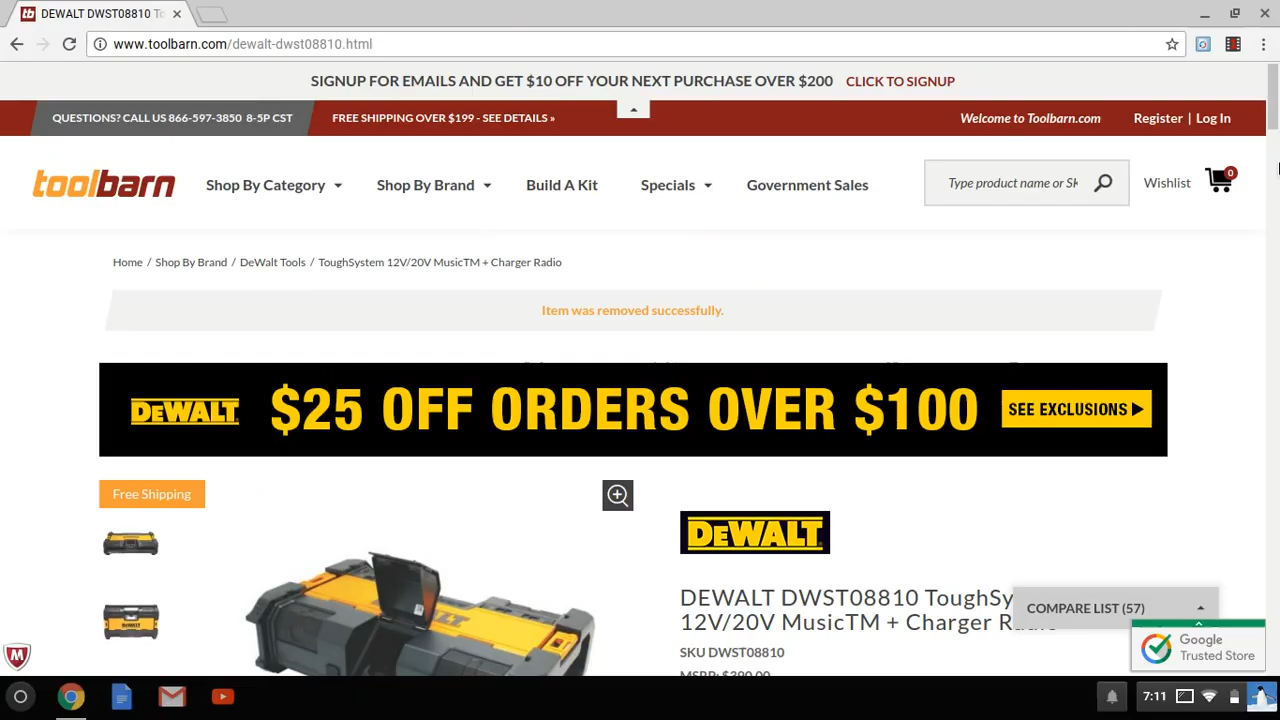 DEWALT DWST08810 To
www.toolbarn.com/dewalt-dwst08810.html
SIGNUP FOR EMAILS AND GET $10 OFF YOUR NEXT PURCHASE OVER $200 CLICK TO SIGNUP
QUESTIONS? CALL US 866-597-3850 8-5P CST
FREE SHIPPING OVER $199 - SEE DETAILS »
Welcome to Toolbarn.com
Register | Log In
toolbarn
Shop By Category
Shop By Brand
Build A Kit
Specials
Government Sales
Type product name or SK
Wishlist
0
Home / Shop By Brand / DeWalt Tools / ToughSystem 12V/20V MusicTM + Charger Radio
Item was removed successfully.
DEWALT $25 OFF ORDERS OVER $100 SEE EXCLUSIONS
Free Shipping
DEWALT
DEWALT DWST08810 ToughSy
12V/20V MusicTM + Charger Radio
SKU DWST08810
MSRP: $390.00
COMPARE LIST (57)
Google
Trusted Store
7:11